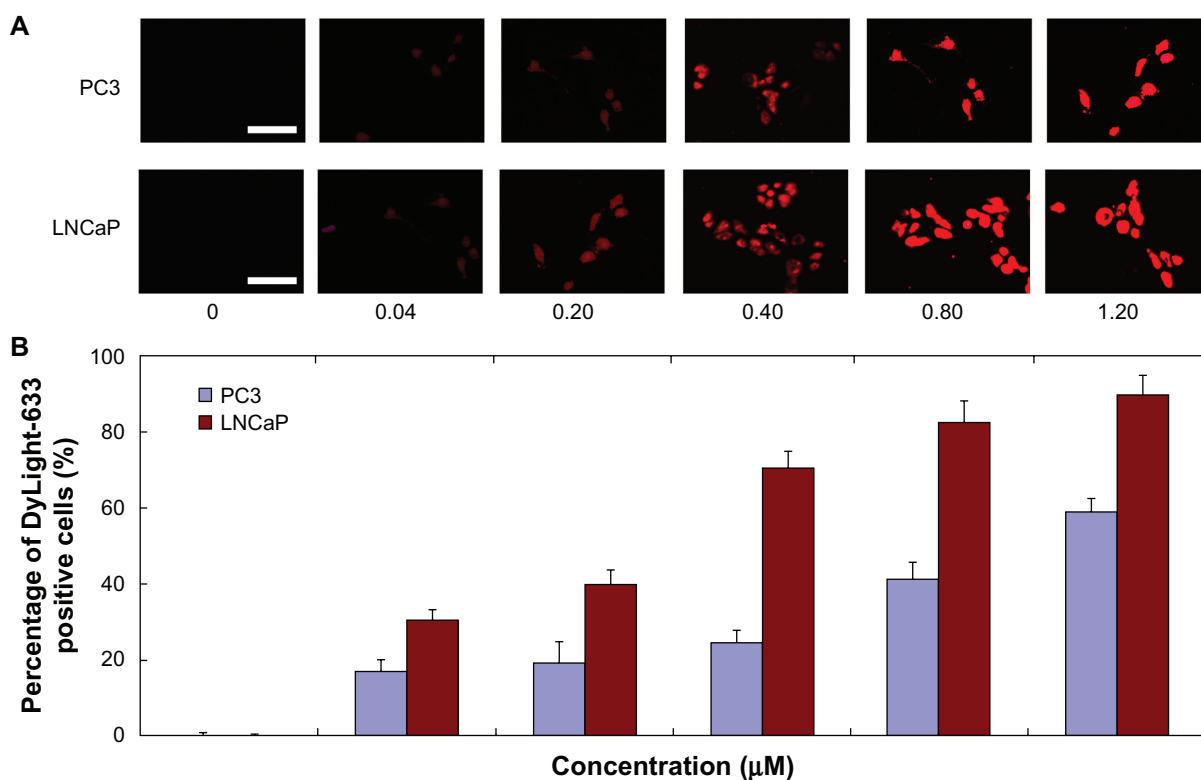 A
PC3
LNCaP
0 0.04 0.20 0.40 0.80 1.20
B
100
80
60
40
20
0
PC3
LNCaP
Percentage of DyLight-633
positive cells (%)
Concentration (µM)